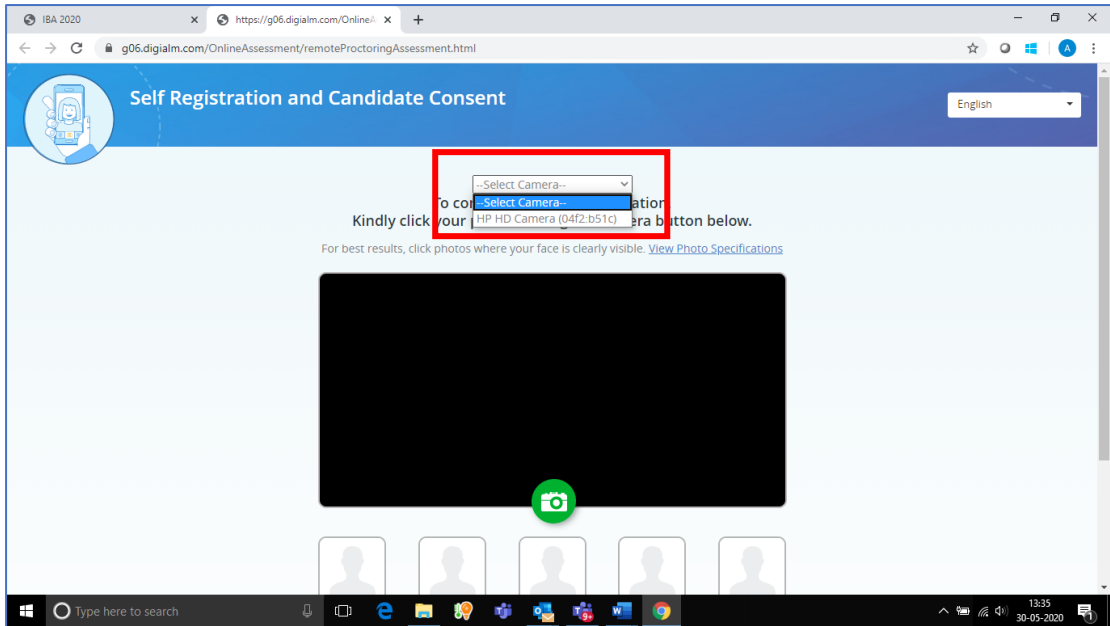 IBA 2020
https://g06.digialm.com/OnlineA
g06.digialm.com/OnlineAssessment/remoteProctoringAssessment.html
A
Self Registration and Candidate Consent
English
--Select Camera--
To co
--Select Camera--
ation
Kindly click your
HP HD Camera (04f2:b51c)
era button below.
For best results, click photos where your face is clearly visible. View Photo Specifications
Type here to search
13:35
30-05-2020